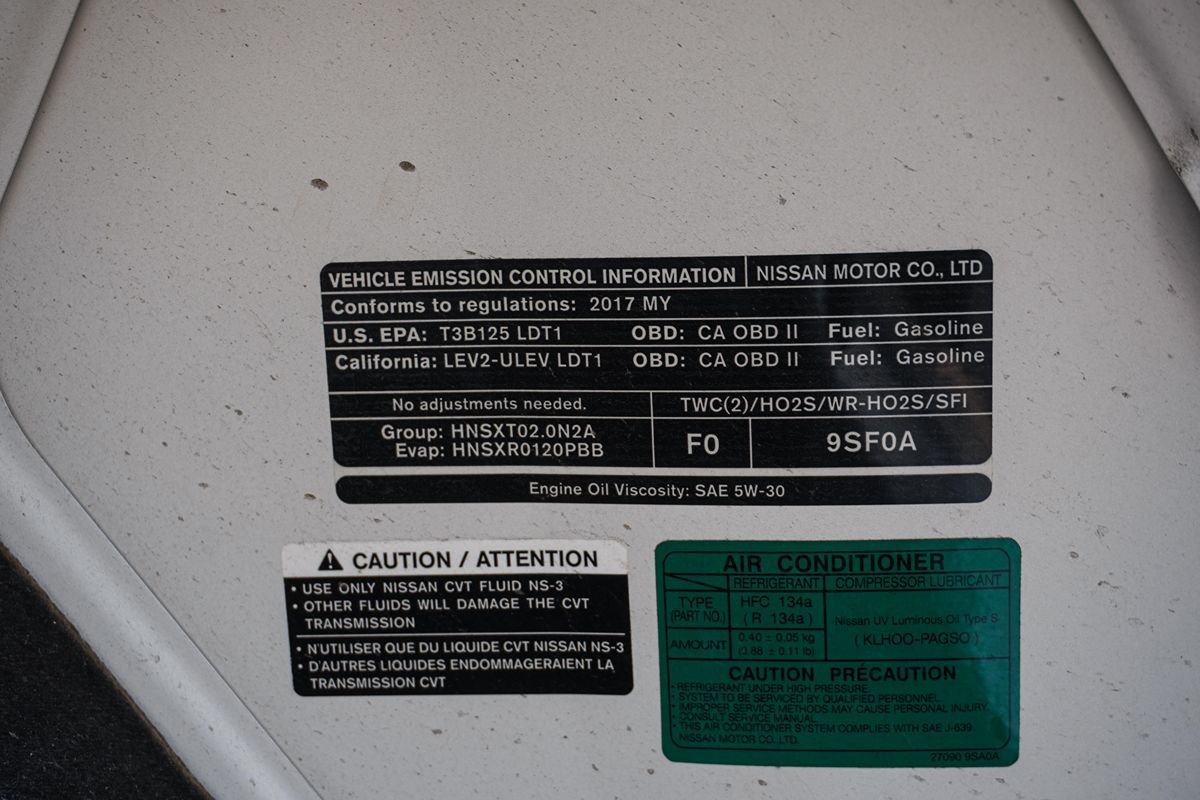 VEHICLE EMISSION CONTROL INFORMATION NISSAN MOTOR CO., LTD
Conforms to regulations: 2017 MY
U.S. EPA: T3B125 LDT1 OBD: CA OBD II Fuel: Gasoline
California: LEV2-ULEV LDT1 OBD: CA OBD II Fuel: Gasoline
No adjustments needed. TWC(2)/HO2S/WR-HO2S/SFI
Group: HNSXT02.0N2A
Evap: HNSXR0120PBB
F0 9SF0A
Engine Oil Viscosity: SAE 5W-30
CAUTION / ATTENTION
• USE ONLY NISSAN CVT FLUID NS-3
• OTHER FLUIDS WILL DAMAGE THE CVT
TRANSMISSION
• N'UTILISER QUE DU LIQUIDE CVT NISSAN NS-3
• D'AUTRES LIQUIDES ENDOMMAGERAIENT LA
TRANSMISSION CVT
AIR CONDITIONER
REFRIGERANT COMPRESSOR LUBRICANT
TYPE
(PART NO.)
HFC 134a
(R 134a)
Nissan UV Luminous Oil Type S
(KLHOO-PAGSO)
AMOUNT
0.40 ± 0.05 kg
(0.88 ± 0.11 lb)
CAUTION PRÉCAUTION
• REFRIGERANT UNDER HIGH PRESSURE.
• SYSTEM TO BE SERVICED BY QUALIFIED PERSONNEL.
• IMPROPER SERVICE METHODS MAY CAUSE PERSONAL INJURY.
• CONSULT SERVICE MANUAL.
• THIS AIR CONDITIONER SYSTEM COMPLIES WITH SAE J-639.
NISSAN MOTOR CO.,LTD.
27090 9SA0A